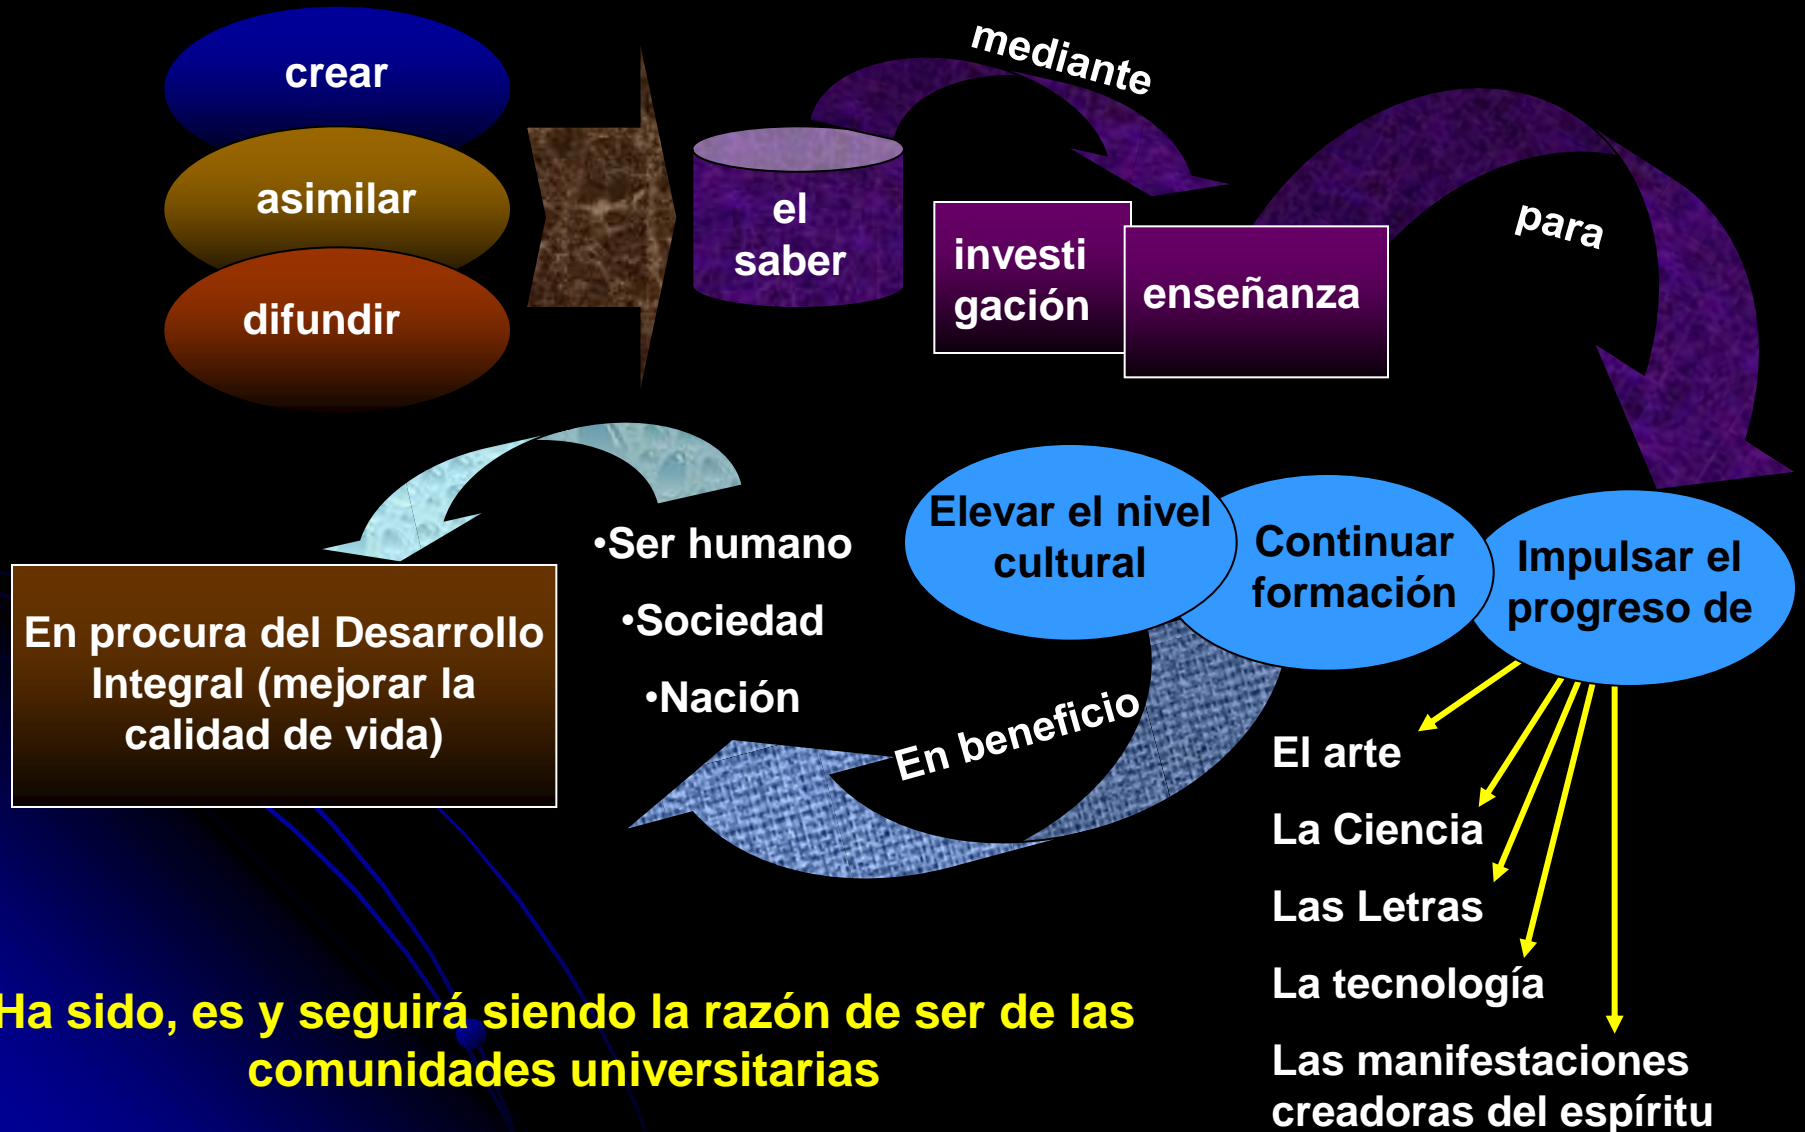 crear
asimilar
difundir
el
saber
mediante
investi
gación
enseñanza
para
Elevar el nivel
cultural
Continuar
formación
Impulsar el
progreso de
El arte
La Ciencia
Las Letras
La tecnología
Las manifestaciones
creadoras del espíritu
En beneficio
•Ser humano
•Sociedad
•Nación
En procura del Desarrollo
Integral (mejorar la
calidad de vida)
Ha sido, es y seguirá siendo la razón de ser de las
comunidades universitarias